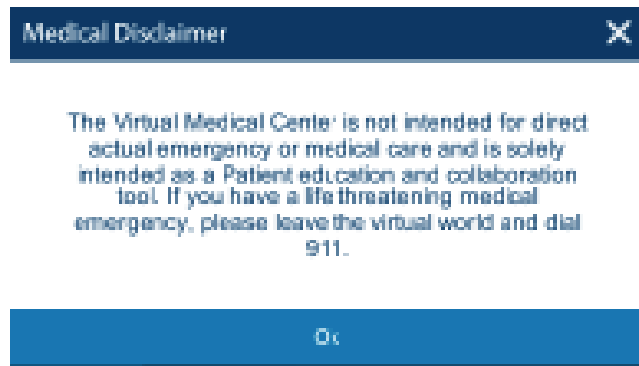 Medical Disclaimer
The Virtual Medical Center is not intended for direct
actual emergency or medical care and is solely
intended as a Patient education and collaboration
tool. If you have a life threatening medical
emergency, please leave the virtual world and dial
911.
Ok